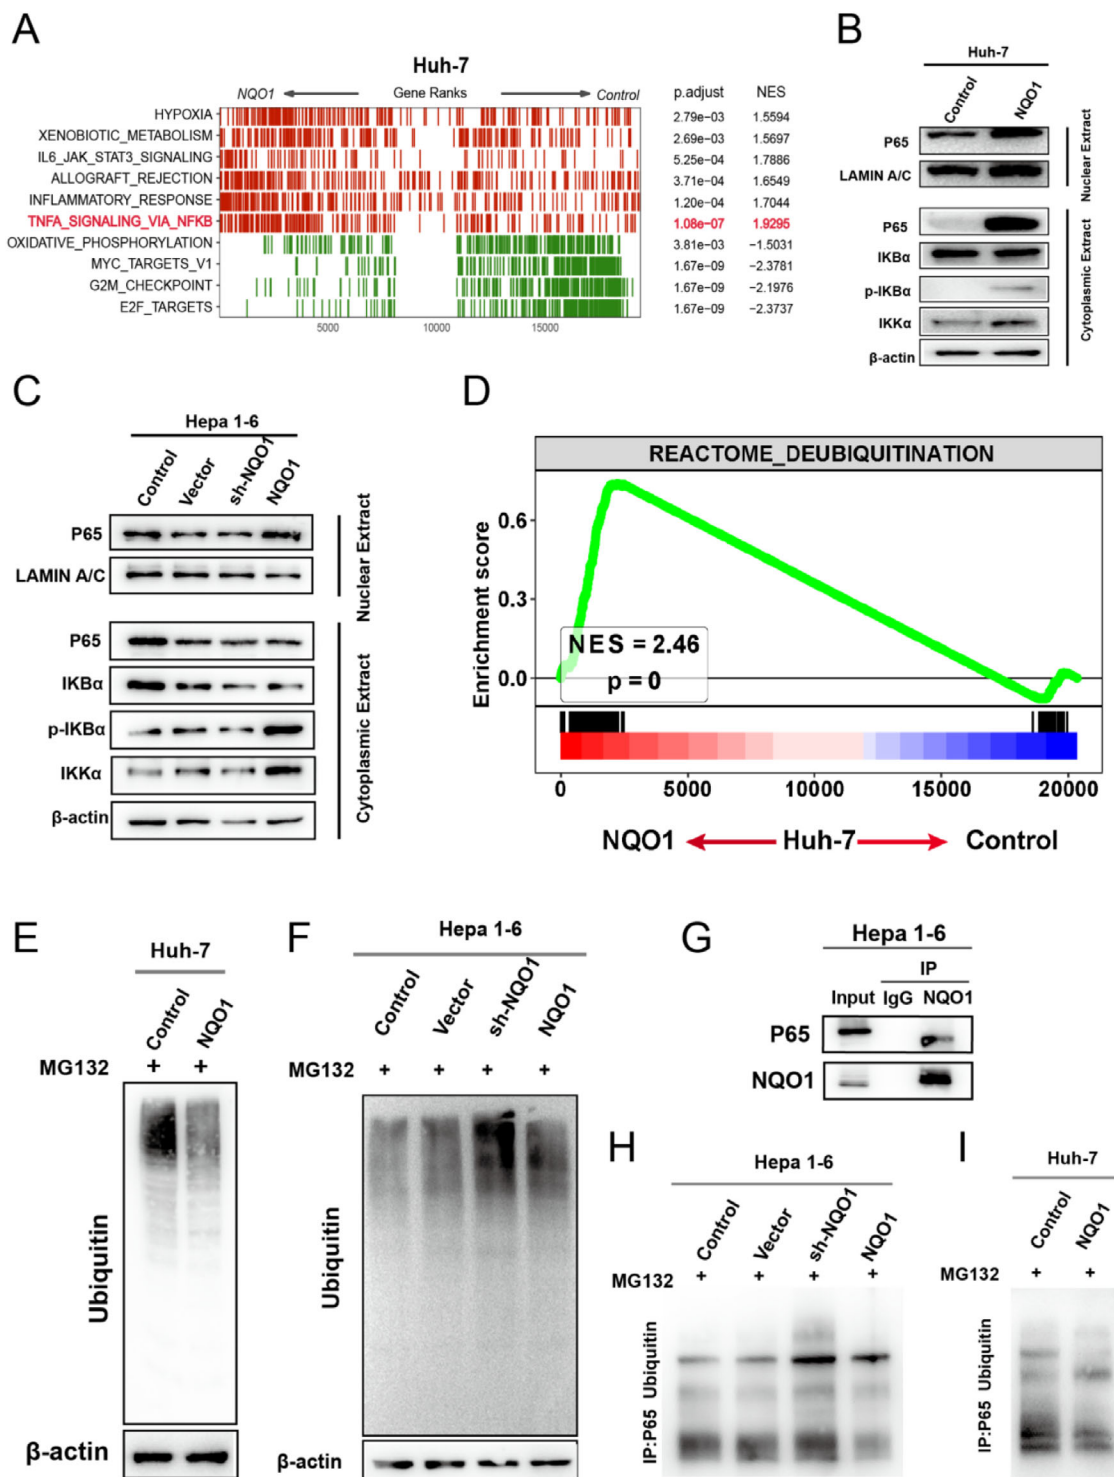 A
Huh-7
NQO1 Gene Ranks Control
p.adjust NES
HYPOXIA 2.79e-03 1.5594
XENOBIOTIC_METABOLISM 2.69e-03 1.5697
IL6_JAK_STAT3_SIGNALING 5.25e-04 1.7886
ALLOGRAFT_REJECTION 3.71e-04 1.6549
INFLAMMATORY_RESPONSE 1.20e-04 1.7044
TNFA_SIGNALING_VIA_NFKB 1.08e-07 1.9295
OXIDATIVE_PHOSPHORYLATION 3.81e-03 −1.5031
MYC_TARGETS_V1 1.67e-09 −2.3781
G2M_CHECKPOINT 1.67e-09 −2.1976
E2F_TARGETS 1.67e-09 −2.3737
5000 10000 15000
B
Huh-7
Control NQO1
P65
LAMIN A/C
Nuclear Extract
P65
IKBα
p-IKBα
IKKα
β-actin
Cytoplasmic Extract
C
Hepa 1-6
Control Vector sh-NQO1 NQO1
P65
LAMIN A/C
Nuclear Extract
P65
IKBα
p-IKBα
IKKα
β-actin
Cytoplasmic Extract
D
REACTOME_DEUBIQUITINATION
Enrichment score
0.6
0.3
0.0
NES = 2.46
p = 0
0 5000 10000 15000 20000
NQO1 Huh-7 Control
E
Huh-7
Control NQO1
MG132 + +
Ubiquitin
β-actin
F
Hepa 1-6
Control Vector sh-NQO1 NQO1
MG132 + + + +
Ubiquitin
β-actin
G
Hepa 1-6
IP
Input IgG NQO1
P65
NQO1
H
Hepa 1-6
Control Vector sh-NQO1 NQO1
MG132 + + + +
IP:P65 Ubiquitin
I
Huh-7
Control NQO1
MG132 + +
IP:P65 Ubiquitin